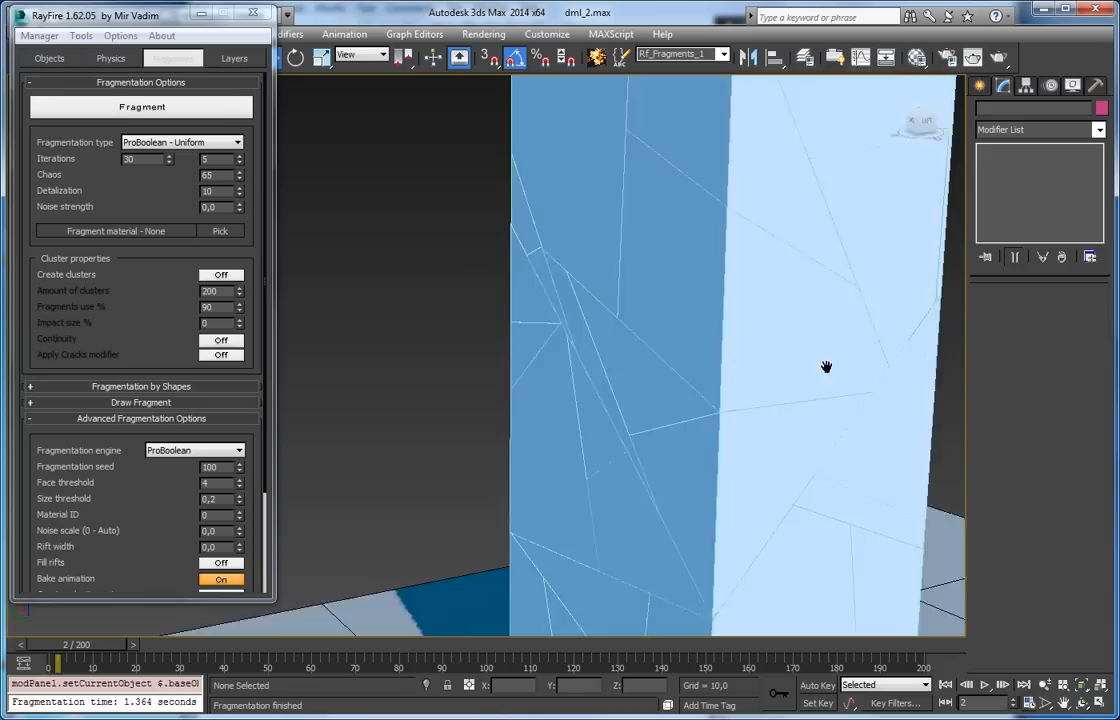 RayFire 1.62.05 by Mir Vadim
Autodesk 3ds Max 2014 x64 dml_2.max
Type a keyword or phrase
Manager Tools Options About
difiers Animation Graph Editors Rendering Customize MAXScript Help
Objects Physics Layers
View
Rf_Fragments_1
Fragmentation Options
Fragment
Fragmentation type ProBoolean - Uniform
Iterations 30 5
Chaos 65
Detalization 10
Noise strength 0,0
Fragment material - None Pick
Cluster properties
Create clusters Off
Amount of clusters 200
Fragments use % 90
Impact size % 0
Continuity Off
Apply Cracks modifier Off
Fragmentation by Shapes
Draw Fragment
Advanced Fragmentation Options
Fragmentation engine ProBoolean
Fragmentation seed 100
Face threshold 4
Size threshold 0,2
Material ID 0
Noise scale (0 - Auto) 0,0
Rift width 0,0
Fill rifts Off
Bake animation On
Modifier List
2 / 200
0 10 20 30 40 50 60 70 80 90 100 110 120 130 140 150 160 170 180 190 200
modPanel.setCurrentObject $.baseOb
Fragmentation time: 1.364 seconds
None Selected
X: Y: Z: Grid = 10,0
Fragmentation finished
Add Time Tag
Auto Key Selected
Set Key Key Filters...
2